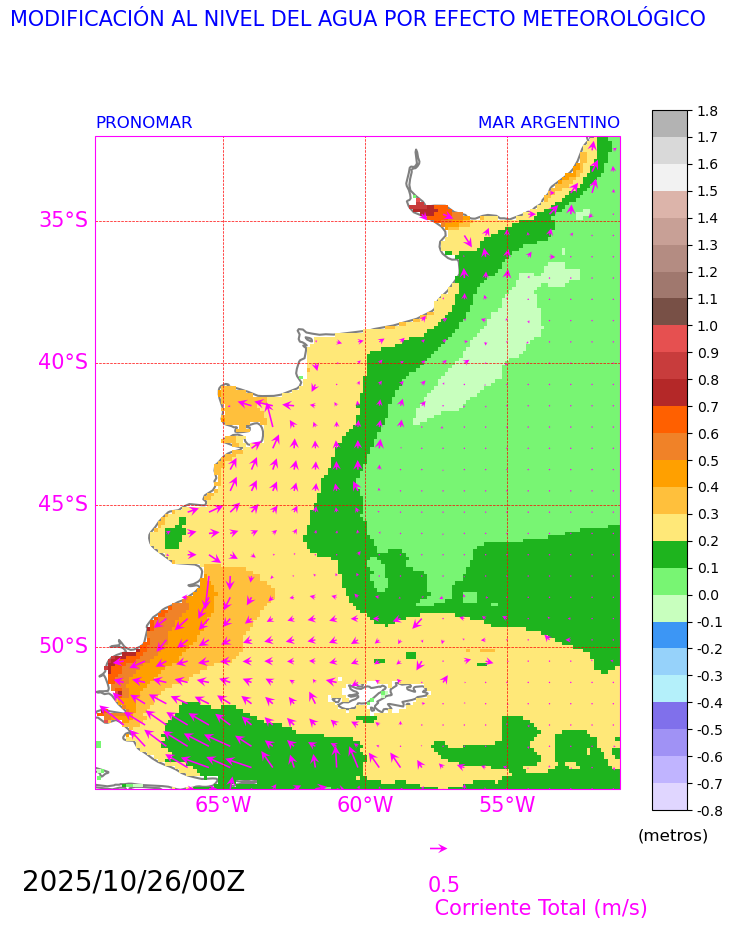 MODIFICACIÓN AL NIVEL DEL AGUA POR EFECTO METEOROLÓGICO
PRONOMAR
MAR ARGENTINO
35°S
40°S
45°S
50°S
65°W
60°W
55°W
1.8
1.7
1.6
1.5
1.4
1.3
1.2
1.1
1.0
0.9
0.8
0.7
0.6
0.5
0.4
0.3
0.2
0.1
0.0
-0.1
-0.2
-0.3
-0.4
-0.5
-0.6
-0.7
-0.8
(metros)
2025/10/26/00Z
0.5
Corriente Total (m/s)